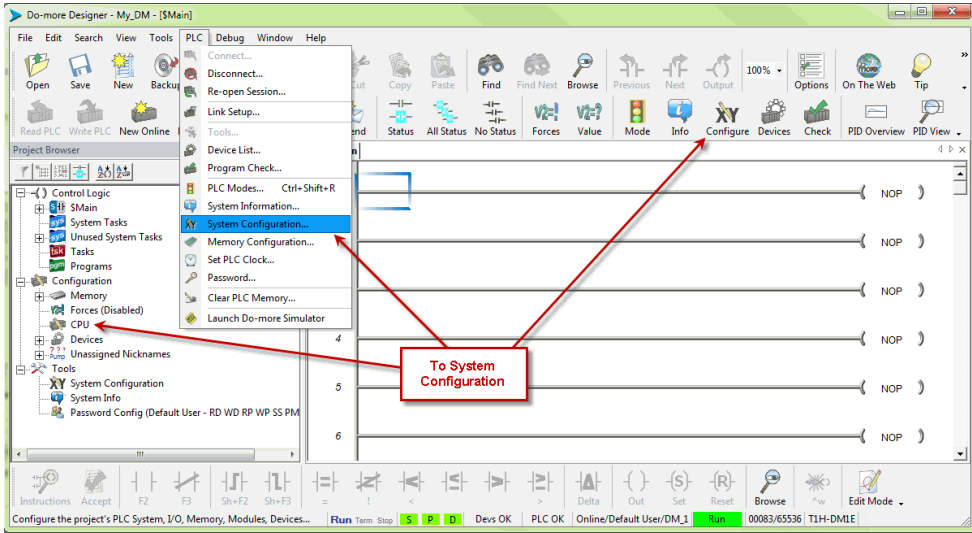 Do-more Designer - My_DM - [$Main]
File Edit Search View Tools PLC Debug Window Help
Open Save New Backup Cut Copy Paste Find Find Next Browse Previous Next Output 100% Options On The Web Tip
Read PLC Write PLC New Online Status All Status No Status Forces Value Mode Info Configure Devices Check PID Overview PID View
Connect...
Disconnect...
Re-open Session...
Link Setup...
Tools...
Device List...
Program Check...
PLC Modes... Ctrl+Shift+R
System Information...
System Configuration...
Memory Configuration...
Set PLC Clock...
Password...
Clear PLC Memory...
Launch Do-more Simulator
Project Browser
Control Logic
$Main
System Tasks
Unused System Tasks
Tasks
Programs
Configuration
Memory
Forces (Disabled)
CPU
Devices
Unassigned Nicknames
Tools
System Configuration
System Info
Password Config (Default User - RD WD RP WP SS PM
NOP
NOP
NOP
4 NOP
5 NOP
6 NOP
To System
Configuration
Instructions Accept F2 F3 Sh+F2 Sh+F3 = ! < > Delta Out Set Reset Browse ^w Edit Mode
Configure the project's PLC System, I/O, Memory, Modules, Devices... Run Term Stop S P D Devs OK PLC OK Online/Default User/DM_1 Run 00083/65536 T1H-DM1E